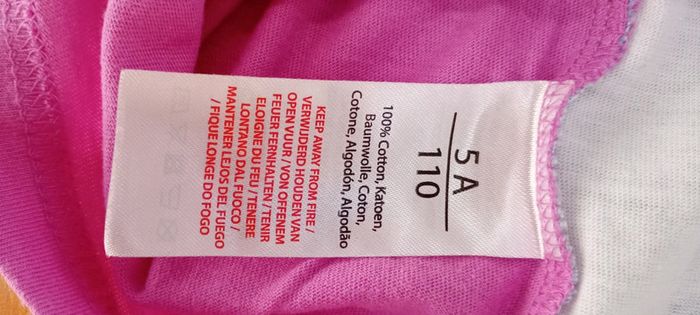 5 A
110
100% Cotton, Katoen,
Baumwolle, Coton,
Cotone, Algodón, Algodão
KEEP AWAY FROM FIRE /
VERWIJDERD HOUDEN VAN
OPEN VUUR / VON OFFENEM
FEUER FERNHALTEN / TENIR
ELOIGNE DU FEU / TENERE
LONTANO DAL FUOCO /
MANTENER LEJOS DEL FUEGO
/ FIQUE LONGE DO FOGO